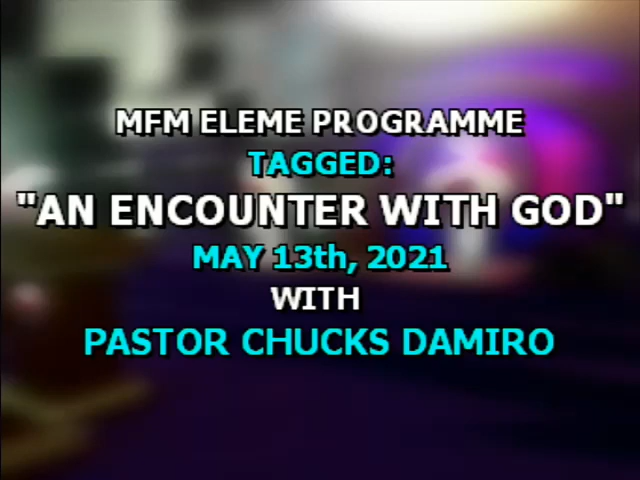 MFM ELEME PROGRAMME
TAGGED:
"AN ENCOUNTER WITH GOD"
MAY 13th, 2021
WITH
PASTOR CHUCKS DAMIRO